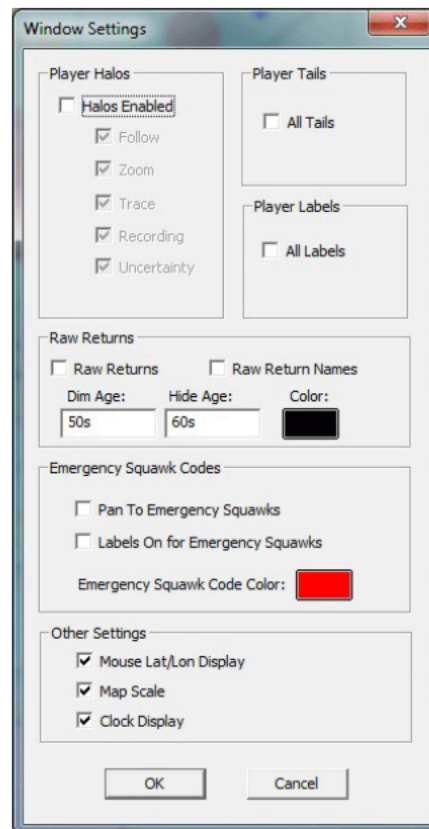 Window Settings
Player Halos
Halos Enabled
Follow
Zoom
Trace
Recording
Uncertainty
Player Tails
All Tails
Player Labels
All Labels
Raw Returns
Raw Returns
Raw Return Names
Dim Age:
Hide Age:
Color:
50s
60s
Emergency Squawk Codes
Pan To Emergency Squawks
Labels On for Emergency Squawks
Emergency Squawk Code Color:
Other Settings
Mouse Lat/Lon Display
Map Scale
Clock Display
OK
Cancel